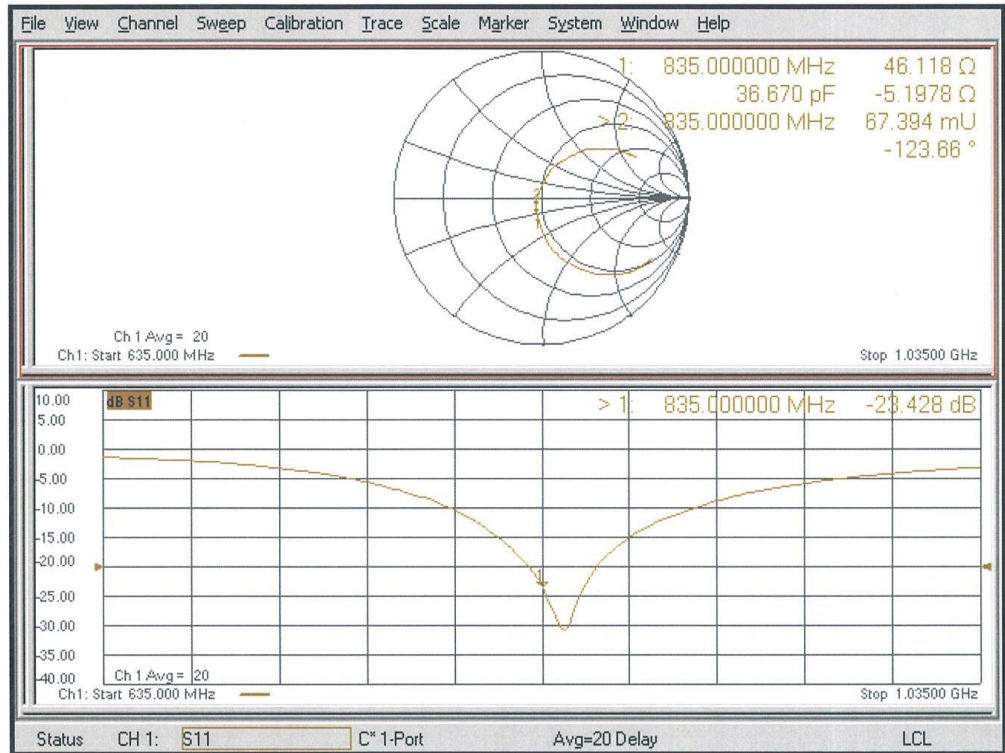 File View Channel Sweep Calibration Trace Scale Marker System Window Help
1: 835.000000 MHz 46.118 Ω
36.670 pF -5.1978 Ω
> 2: 835.000000 MHz 67.394 mU
-123.66 °
2
Ch 1 Avg = 20
Ch1: Start 635.000 MHz
Stop 1.03500 GHz
10.00
dB S11
> 1: 835.000000 MHz -23.428 dB
5.00
0.00
-5.00
-10.00
-15.00
-20.00
1
-25.00
-30.00
-35.00
-40.00
Ch 1 Avg = 20
Ch1: Start 635.000 MHz
Stop 1.03500 GHz
Status CH 1: S11 C* 1-Port Avg=20 Delay LCL